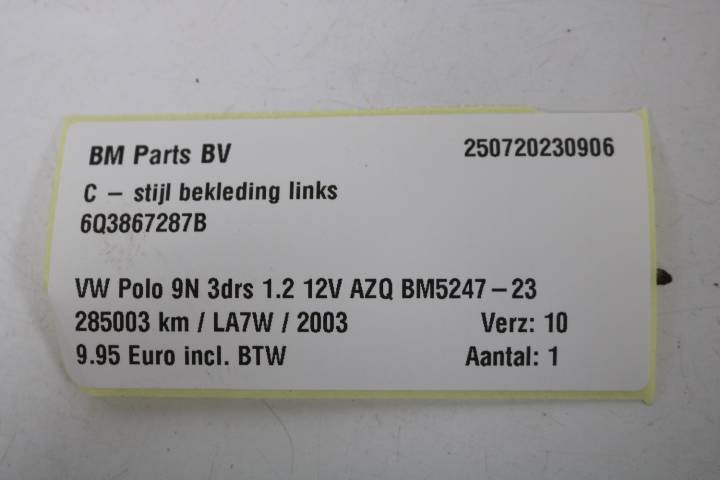 BM Parts BV 250720230906
C – stijl bekleding links
6Q3867287B
VW Polo 9N 3drs 1.2 12V AZQ BM5247–23
285003 km / LA7W / 2003 Verz: 10
9.95 Euro incl. BTW Aantal: 1